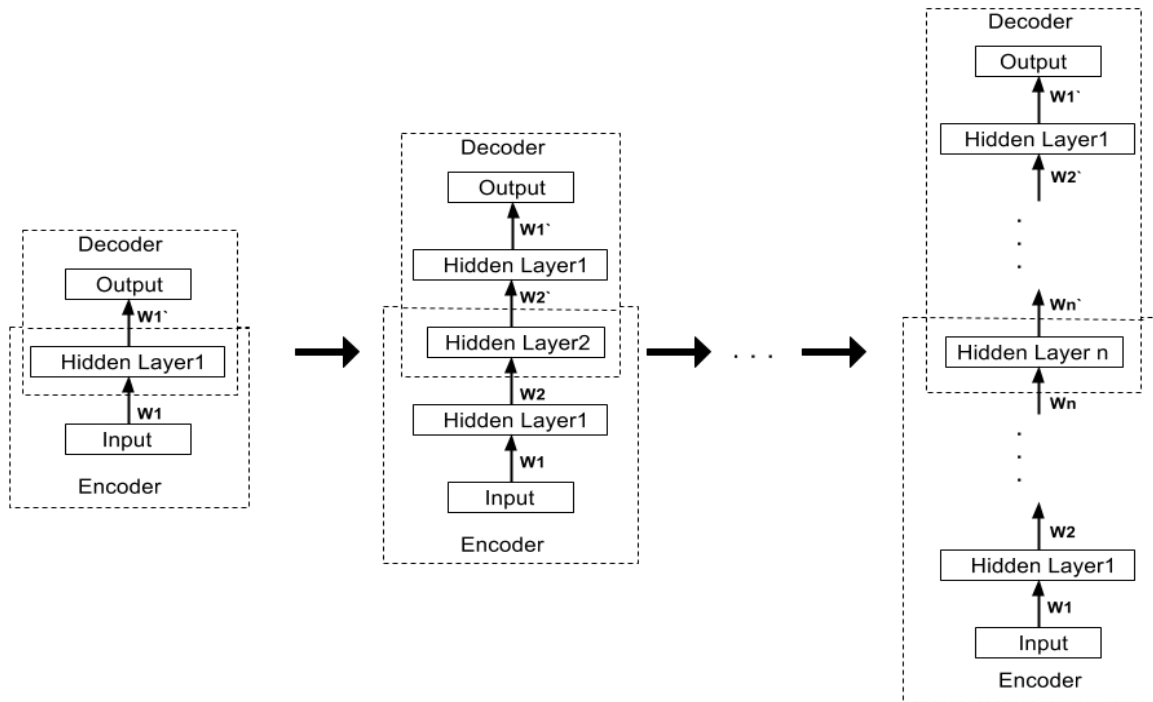 Decoder
Output
W1`
Hidden Layer1
W1
Input
Encoder
Decoder
Output
W1`
Hidden Layer1
W2`
Hidden Layer2
W2
Hidden Layer1
W1
Input
Encoder
. . .
Decoder
Output
W1`
Hidden Layer1
W2`
.
.
.
Wn`
Hidden Layer n
Wn
.
.
.
W2
Hidden Layer1
W1
Input
Encoder